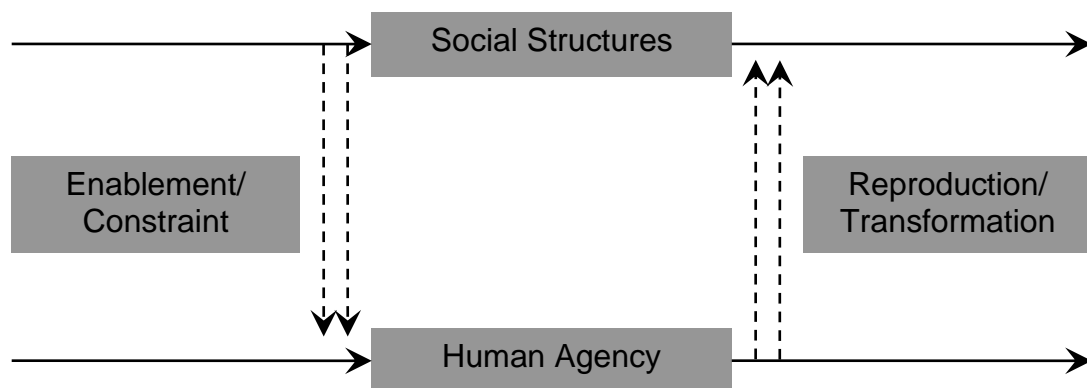 Social Structures
Enablement/
Constraint
Reproduction/
Transformation
Human Agency